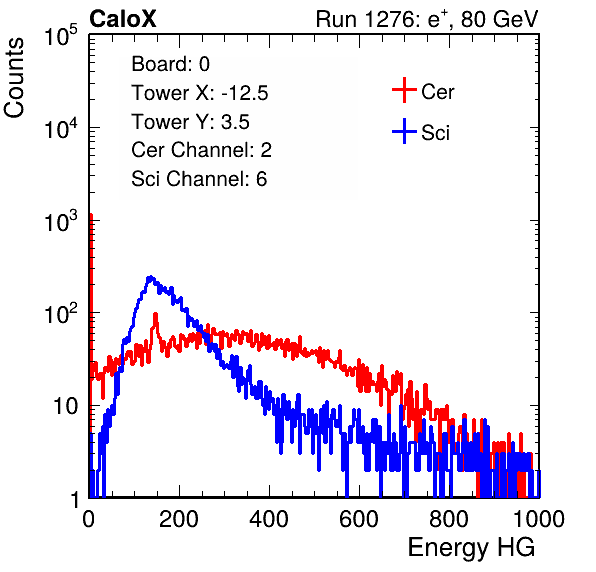 CaloX Run 1276: e⁺, 80 GeV
Counts
Board: 0
Tower X: -12.5
Tower Y: 3.5
Cer Channel: 2
Sci Channel: 6
Cer
Sci
10⁵
10⁴
10³
10²
10
1
0 200 400 600 800 1000
Energy HG